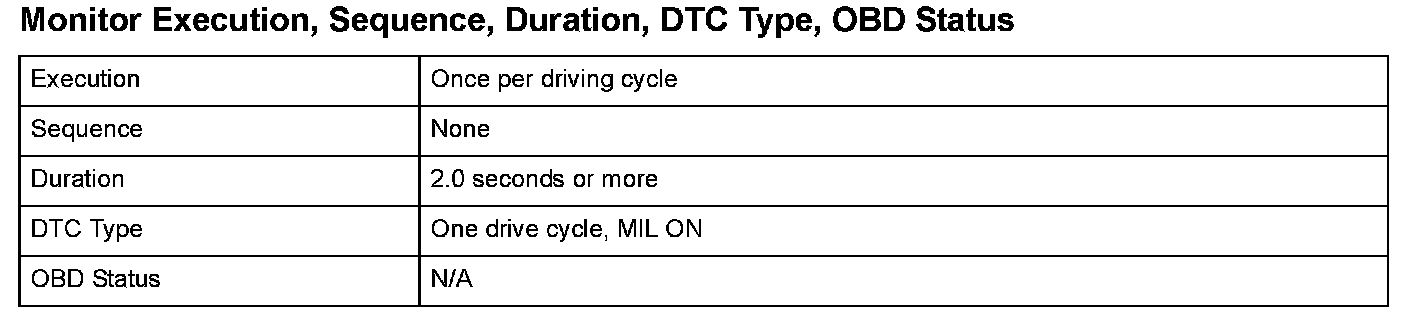 Monitor Execution, Sequence, Duration, DTC Type, OBD Status
Execution Once per driving cycle
Sequence None
Duration 2.0 seconds or more
DTC Type One drive cycle, MIL ON
OBD Status N/A